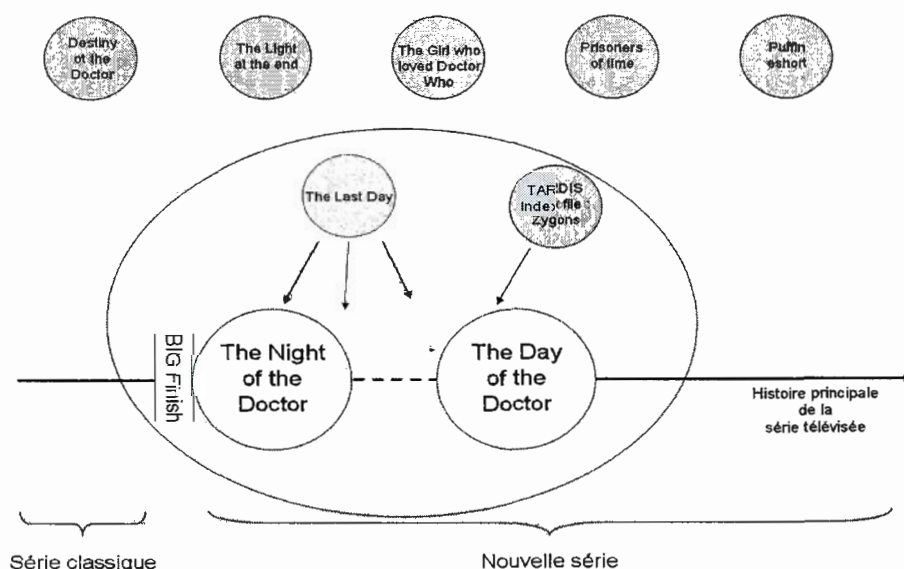 Destiny
of the
Doctor
The Light
at the end
The Girl who
loved Doctor
Who
Prisoners
of time
Puffin
eshort
The Last Day
TARDIS
Index file
Zygons
BIG Finish
The Night
of the
Doctor
The Day
of the
Doctor
Histoire principale
de la
série télévisée
Série classique
Nouvelle série